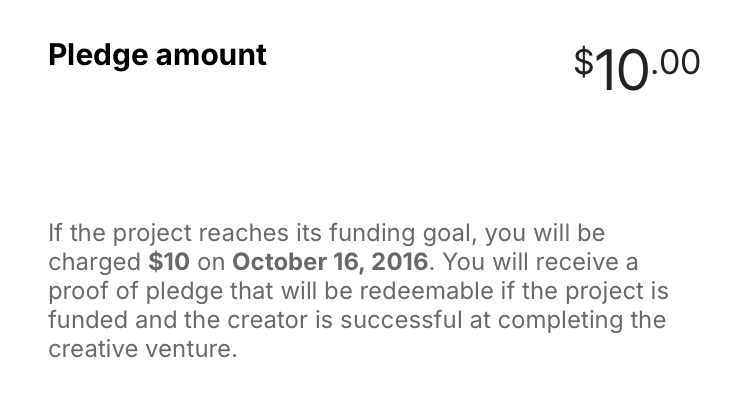 Pledge amount $10.00
If the project reaches its funding goal, you will be
charged $10 on October 16, 2016. You will receive a
proof of pledge that will be redeemable if the project is
funded and the creator is successful at completing the
creative venture.